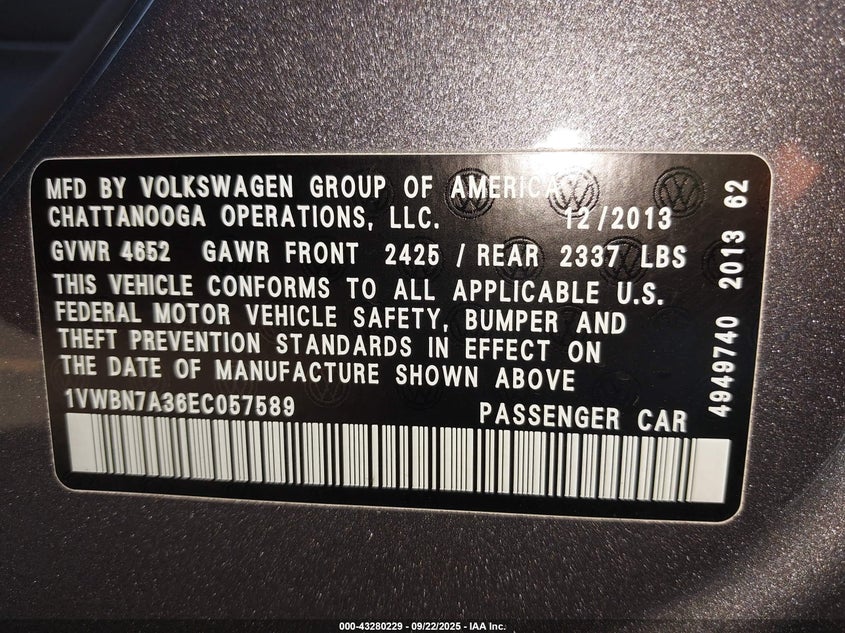 MFD BY VOLKSWAGEN GROUP OF AMERICA
CHATTANOOGA OPERATIONS, LLC. 12/2013
GVWR 4652 GAWR FRONT 2425 / REAR 2337 LBS
THIS VEHICLE CONFORMS TO ALL APPLICABLE U.S.
FEDERAL MOTOR VEHICLE SAFETY, BUMPER AND
THEFT PREVENTION STANDARDS IN EFFECT ON
THE DATE OF MANUFACTURE SHOWN ABOVE
1VWBN7A36EC057589 PASSENGER CAR
4949740 2013 62
000-43280229 - 09/22/2025 - IAA Inc.